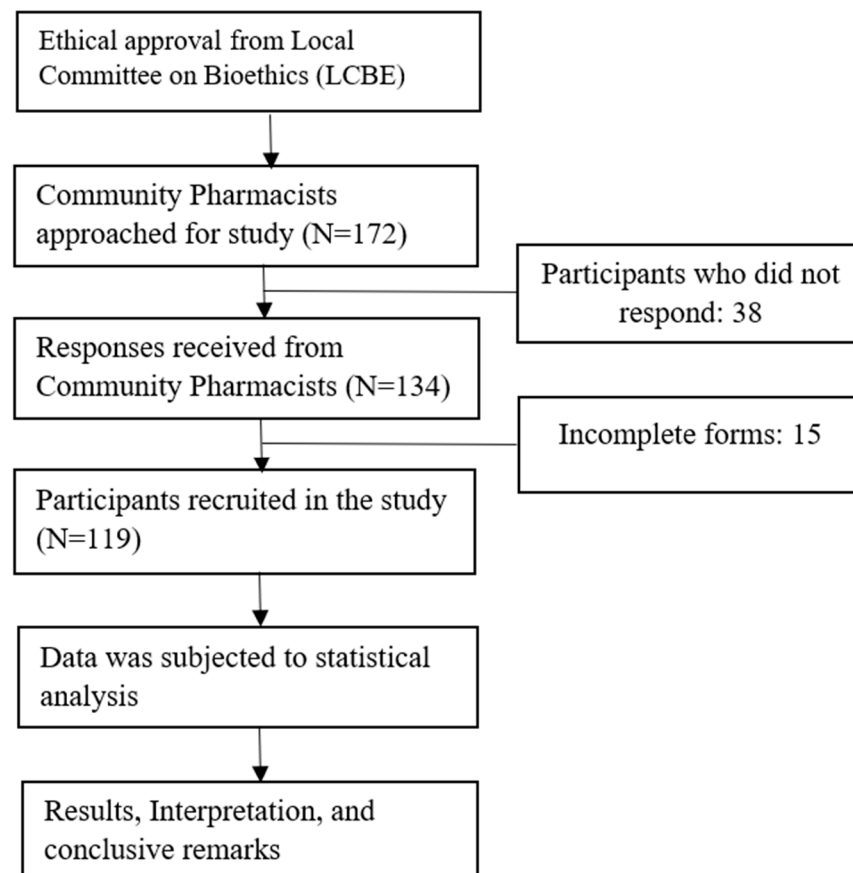 Ethical approval from Local
Committee on Bioethics (LCBE)
Community Pharmacists
approached for study (N=172)
Participants who did not
respond: 38
Responses received from
Community Pharmacists (N=134)
Incomplete forms: 15
Participants recruited in the study
(N=119)
Data was subjected to statistical
analysis
Results, Interpretation, and
conclusive remarks